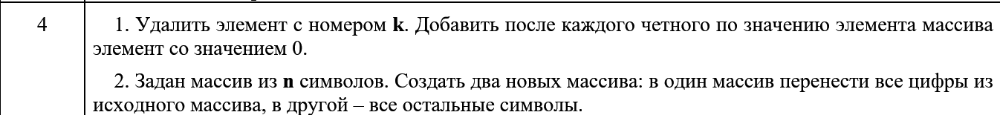 4
1. Удалить элемент с номером k. Добавить после каждого четного по значению элемента массива
элемент со значением 0.
2. Задан массив из n символов. Создать два новых массива: в один массив перенести все цифры из
исходного массива, в другой – все остальные символы.